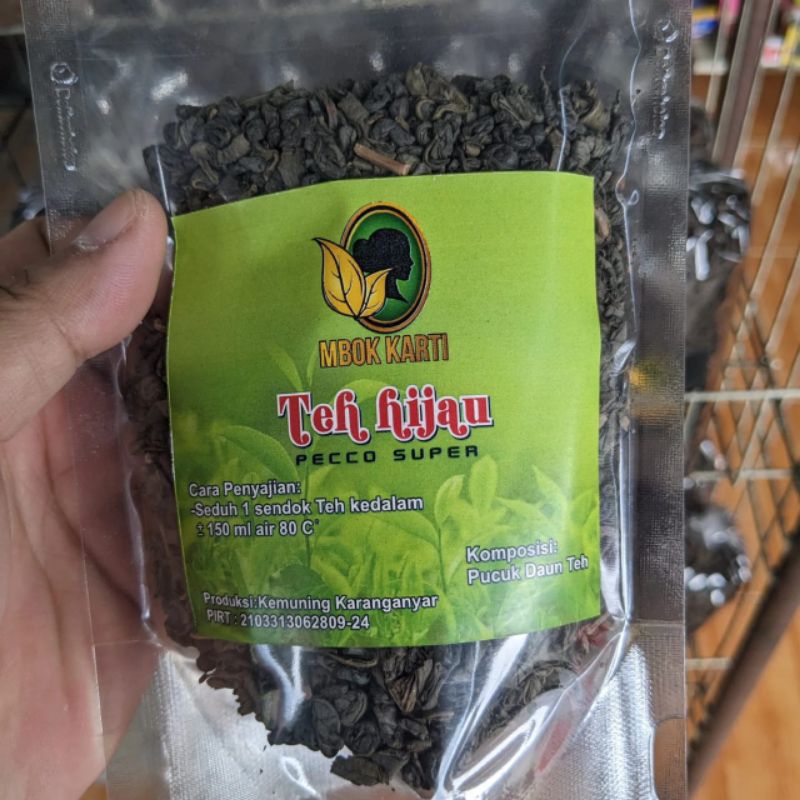 MBOK KARTI
Teh hijau
PECCO SUPER
Cara Penyajian:
-Seduh 1 sendok Teh kedalam
± 150 ml air 80 C°
Komposisi:
Pucuk Daun Teh
Produksi:Kemuning Karanganyar
PIRT : 2103313062809-24